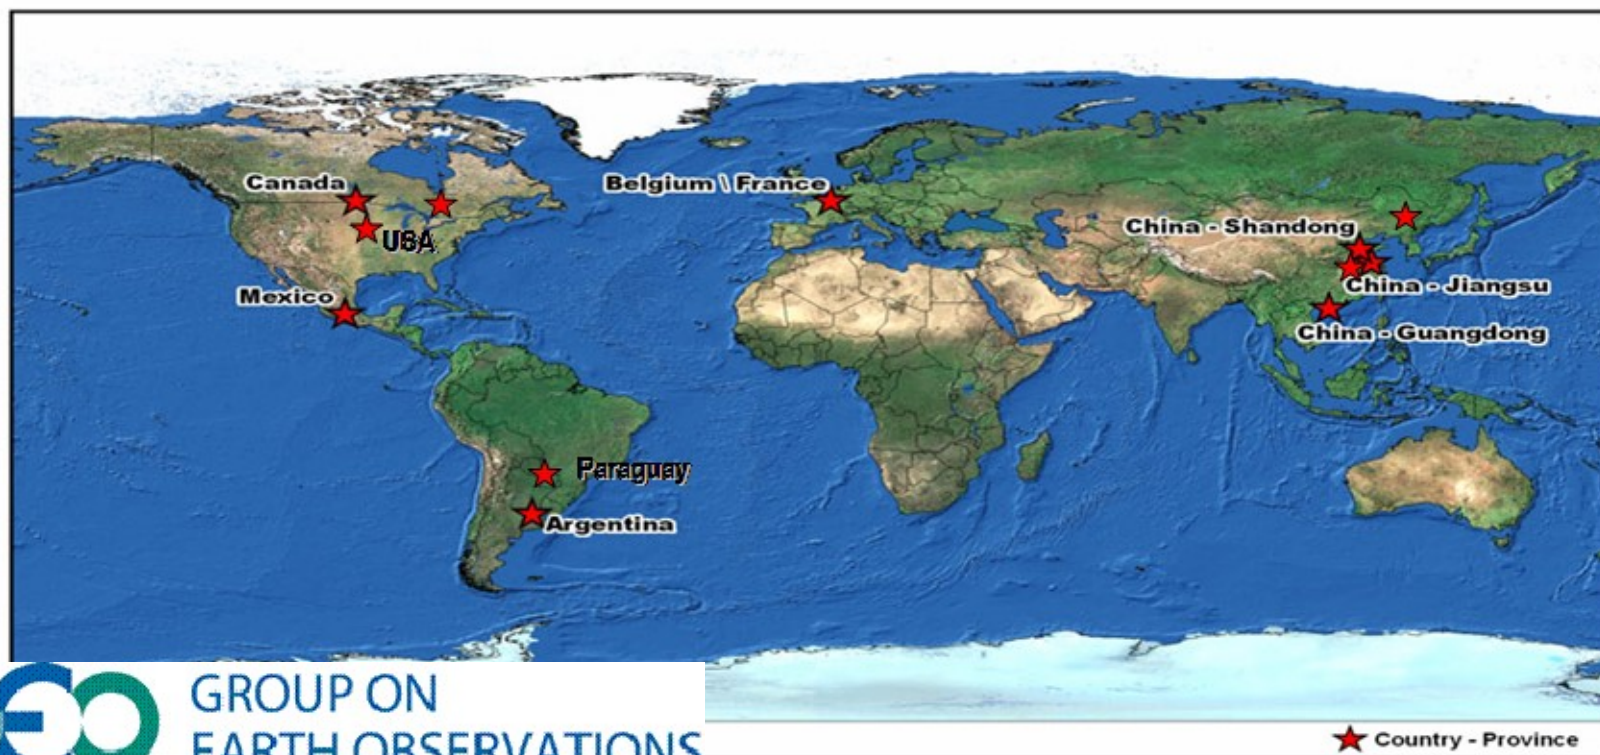 Canada
Belgium \ France
China - Shandong
USA
China - Jiangsu
Mexico
China - Guangdong
Paraguay
Argentina
GROUP ON
EARTH OBSERVATIONS
Country - Province